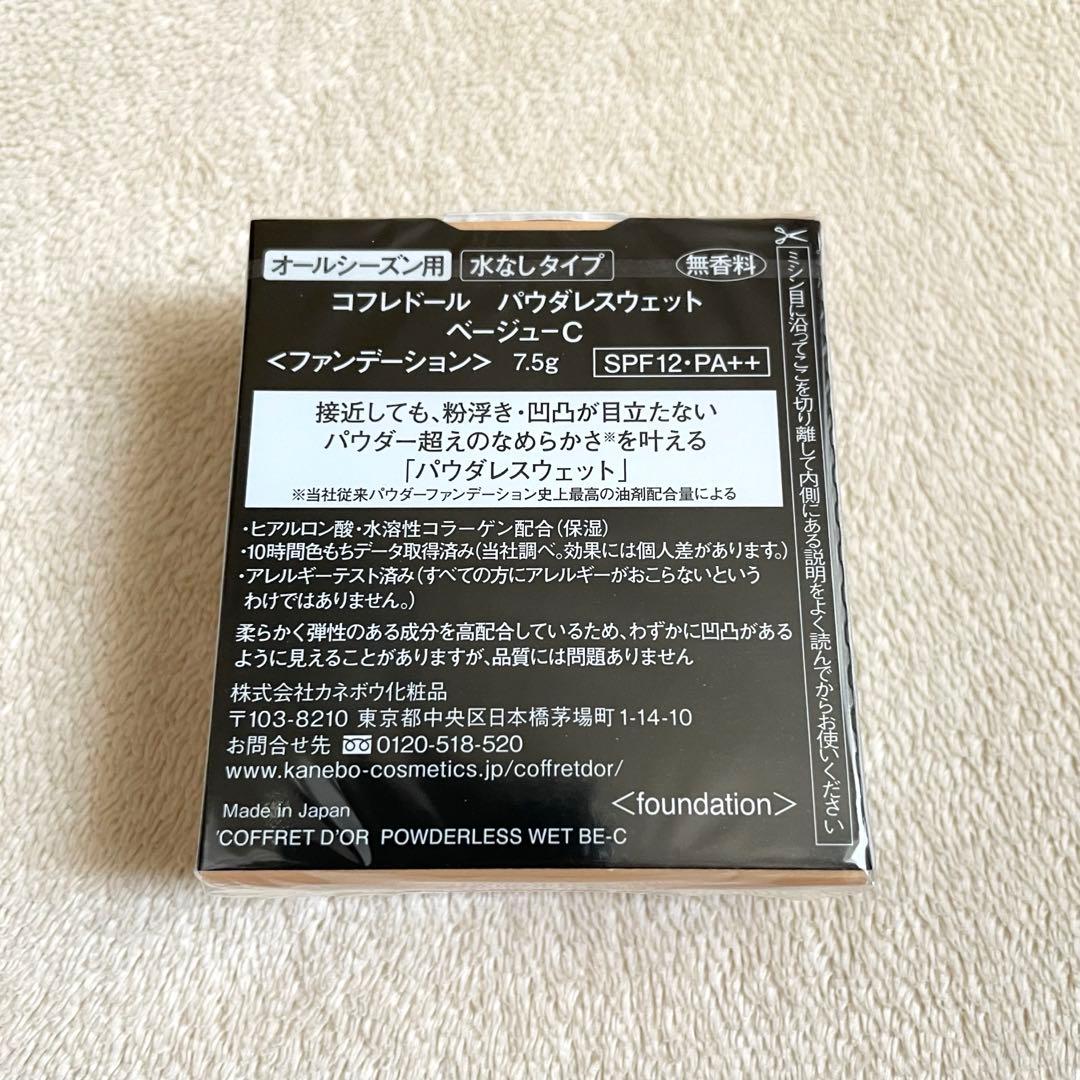 オールシーズン用 水なしタイプ 無香料
コフレドール パウダレスウェット
ベージュ-C
<ファンデーション> 7.5g SPF12・PA++
接近しても、粉浮き・凹凸が目立たない
パウダー超えのなめらかさ※を叶える
「パウダレスウェット」
※当社従来パウダーファンデーション史上最高の油剤配合量による
・ヒアルロン酸・水溶性コラーゲン配合(保湿)
・10時間色もちデータ取得済み(当社調べ。効果には個人差があります。)
・アレルギーテスト済み(すべての方にアレルギーがおこらないという
わけではありません。)
柔らかく弾性のある成分を高配合しているため、わずかに凹凸がある
ように見えることがありますが、品質には問題ありません
株式会社カネボウ化粧品
〒103-8210 東京都中央区日本橋茅場町1-14-10
お問合せ先 0120-518-520
www.kanebo-cosmetics.jp/coffretdor/
Made in Japan <foundation>
COFFRET D'OR POWDERLESS WET BE-C
ミシン目に沿ってここを切り離して内側にある説明をよく読んでからお使いください